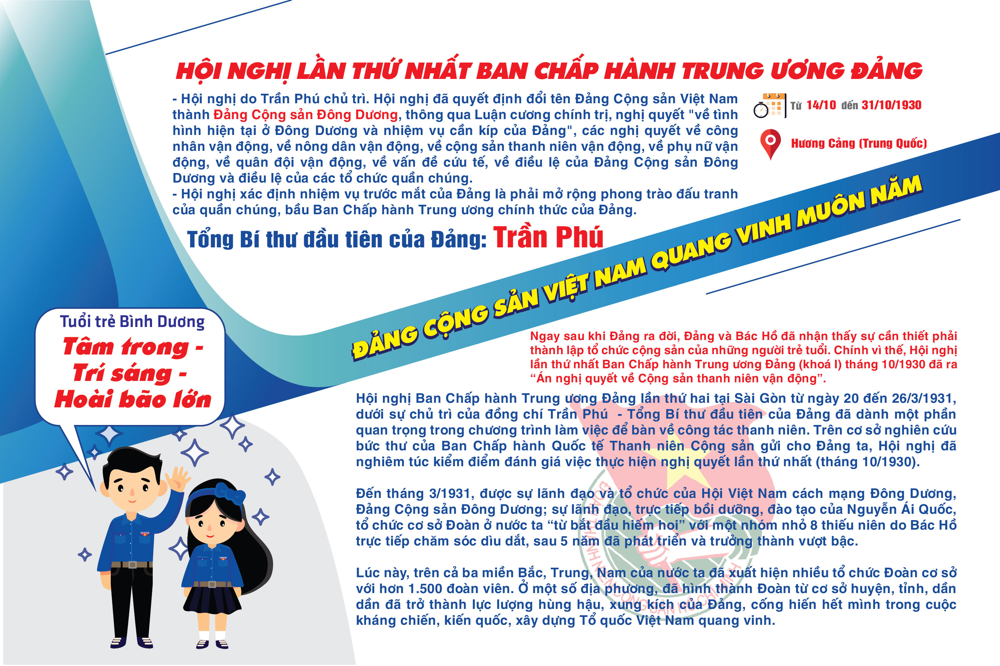 HỘI NGHỊ LẦN THỨ NHẤT BAN CHẤP HÀNH TRUNG ƯƠNG ĐẢNG
- Hội nghị do Trần Phú chủ trì. Hội nghị đã quyết định đổi tên Đảng Cộng sản Việt Nam
thành Đảng Cộng sản Đông Dương, thông qua Luận cương chính trị, nghị quyết "về tình
hình hiện tại ở Đông Dương và nhiệm vụ cần kíp của Đảng", các nghị quyết về công
nhân vận động, về nông dân vận động, về cộng sản thanh niên vận động, về phụ nữ vận
động, về quân đội vận động, về vấn đề cứu tế, về điều lệ của Đảng Cộng sản Đông
Dương và điều lệ của các tổ chức quần chúng.
- Hội nghị xác định nhiệm vụ trước mắt của Đảng là phải mở rộng phong trào đấu tranh
của quần chúng, bầu Ban Chấp hành Trung ương chính thức của Đảng.
Từ 14/10 đến 31/10/1930
Hương Cảng (Trung Quốc)
Tổng Bí thư đầu tiên của Đảng: Trần Phú
ĐẢNG CỘNG SẢN VIỆT NAM QUANG VINH MUÔN NĂM
Tuổi trẻ Bình Dương
Tâm trong -
Trí sáng -
Hoài bão lớn
Ngay sau khi Đảng ra đời, Đảng và Bác Hồ đã nhận thấy sự cần thiết phải
thành lập tổ chức cộng sản của những người trẻ tuổi. Chính vì thế, Hội nghị
lần thứ nhất Ban Chấp hành Trung ương Đảng (khoá I) tháng 10/1930 đã ra
“Án nghị quyết về Cộng sản thanh niên vận động”.
Hội nghị Ban Chấp hành Trung ương Đảng lần thứ hai tại Sài Gòn từ ngày 20 đến 26/3/1931,
dưới sự chủ trì của đồng chí Trần Phú - Tổng Bí thư đầu tiên của Đảng đã dành một phần
quan trọng trong chương trình làm việc để bàn về công tác thanh niên. Trên cơ sở nghiên cứu
bức thư của Ban Chấp hành Quốc tế Thanh niên Cộng sản gửi cho Đảng ta, Hội nghị đã
nghiêm túc kiểm điểm đánh giá việc thực hiện nghị quyết lần thứ nhất (tháng 10/1930).
Đến tháng 3/1931, được sự lãnh đạo và tổ chức của Hội Việt Nam cách mạng Đông Dương,
Đảng Cộng sản Đông Dương; sự lãnh đạo, trực tiếp bồi dưỡng, đào tạo của Nguyễn Ái Quốc,
tổ chức cơ sở Đoàn ở nước ta “từ bắt đầu hiếm hoi” với một nhóm nhỏ 8 thiếu niên do Bác Hồ
trực tiếp chăm sóc dìu dắt, sau 5 năm đã phát triển và trưởng thành vượt bậc.
Lúc này, trên cả ba miền Bắc, Trung, Nam của nước ta đã xuất hiện nhiều tổ chức Đoàn cơ sở
với hơn 1.500 đoàn viên. Ở một số địa phương, đã hình thành Đoàn từ cơ sở huyện, tỉnh, dần
dần đã trở thành lực lượng hùng hậu, xung kích của Đảng, cống hiến hết mình trong cuộc
kháng chiến, kiến quốc, xây dựng Tổ quốc Việt Nam quang vinh.
ĐOÀN THANH NIÊN CỘNG SẢN HỒ CHÍ MINH